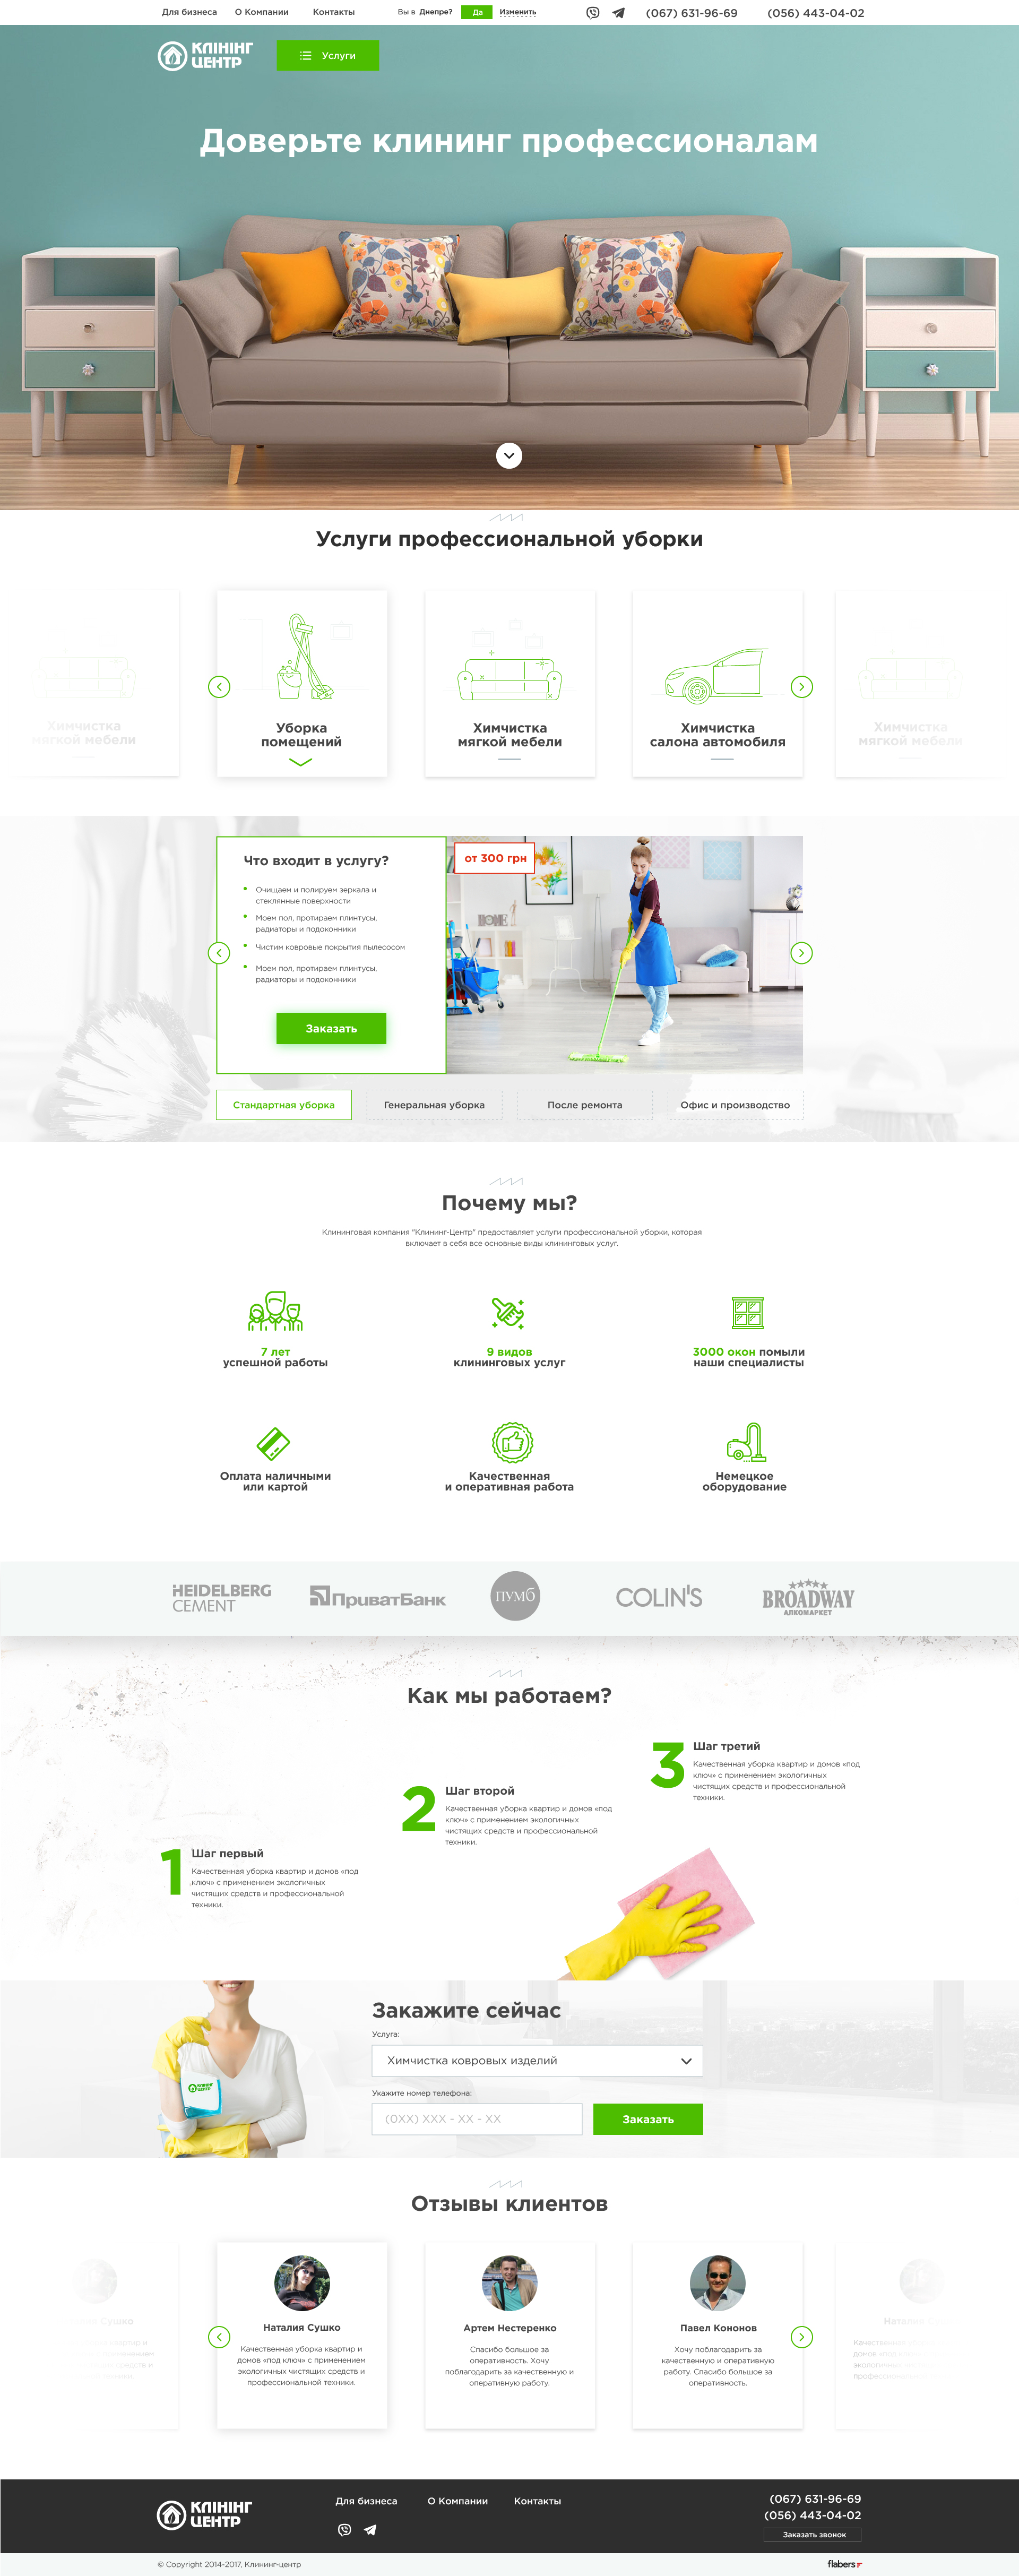 Для бизнеса О Компании Контакты Вы в Днепре? Да Изменить (067) 631-96-69 (056) 443-04-02
КЛІНІНГ
ЦЕНТР
Услуги
Доверьте клининг профессионалам
Услуги профессиональной уборки
Химчистка
мягкой мебели
Уборка
помещений
Химчистка
мягкой мебели
Химчистка
салона автомобиля
Химчистка
мягкой мебели
Что входит в услугу?
Очищаем и полируем зеркала и
стеклянные поверхности
Моем пол, протираем плинтусы,
радиаторы и подоконники
Чистим ковровые покрытия пылесосом
Моем пол, протираем плинтусы,
радиаторы и подоконники
Заказать
от 300 грн
HOME
Стандартная уборка Генеральная уборка После ремонта Офис и производство
Почему мы?
Клининговая компания "Клининг-Центр" предоставляет услуги профессиональной уборки, которая
включает в себя все основные виды клининговых услуг.
7 лет
успешной работы
9 видов
клининговых услуг
3000 окон помыли
наши специалисты
Оплата наличными
или картой
Качественная
и оперативная работа
Немецкое
оборудование
HEIDELBERG
CEMENT
ПриватБанк
ПУМБ
COLIN'S
BROADWAY
АЛКОМАРКЕТ
Как мы работаем?
1
Шаг первый
Качественная уборка квартир и домов «под
ключ» с применением экологичных
чистящих средств и профессиональной
техники.
2
Шаг второй
Качественная уборка квартир и домов «под
ключ» с применением экологичных
чистящих средств и профессиональной
техники.
3
Шаг третий
Качественная уборка квартир и домов «под
ключ» с применением экологичных
чистящих средств и профессиональной
техники.
КЛІНІНГ
ЦЕНТР
Закажите сейчас
Услуга:
Химчистка ковровых изделий
Укажите номер телефона:
(0XX) XXX - XX - XX
Заказать
Отзывы клиентов
Сушко
Наталия Сушко
Качественная уборка квартир и
домов «под ключ» с применением
экологичных чистящих средств и
профессиональной техники.
Артем Нестеренко
Спасибо большое за
оперативность. Хочу
поблагодарить за качественную и
оперативную работу.
Павел Кононов
Хочу поблагодарить за
качественную и оперативную
работу. Спасибо большое за
оперативность.
КЛІНІНГ
ЦЕНТР
Для бизнеса О Компании Контакты
(067) 631-96-69
(056) 443-04-02
Заказать звонок
© Copyright 2014-2017, Клининг-центр
flabers